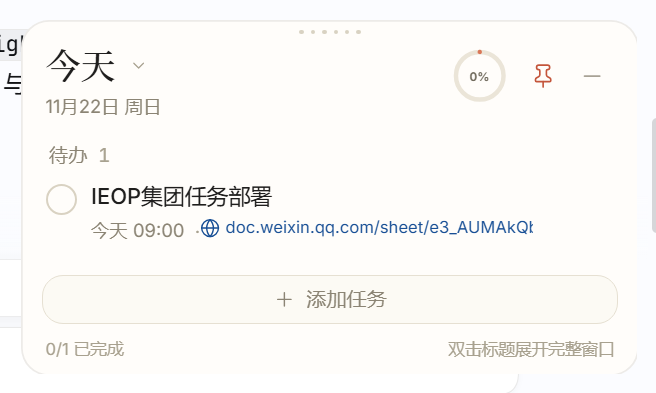 今天
0%
11月22日 周日
待办 1
IEOP集团任务部署
今天 09:00 · doc.weixin.qq.com/sheet/e3_AUMAkQb
+ 添加任务
0/1 已完成
双击标题展开完整窗口
与